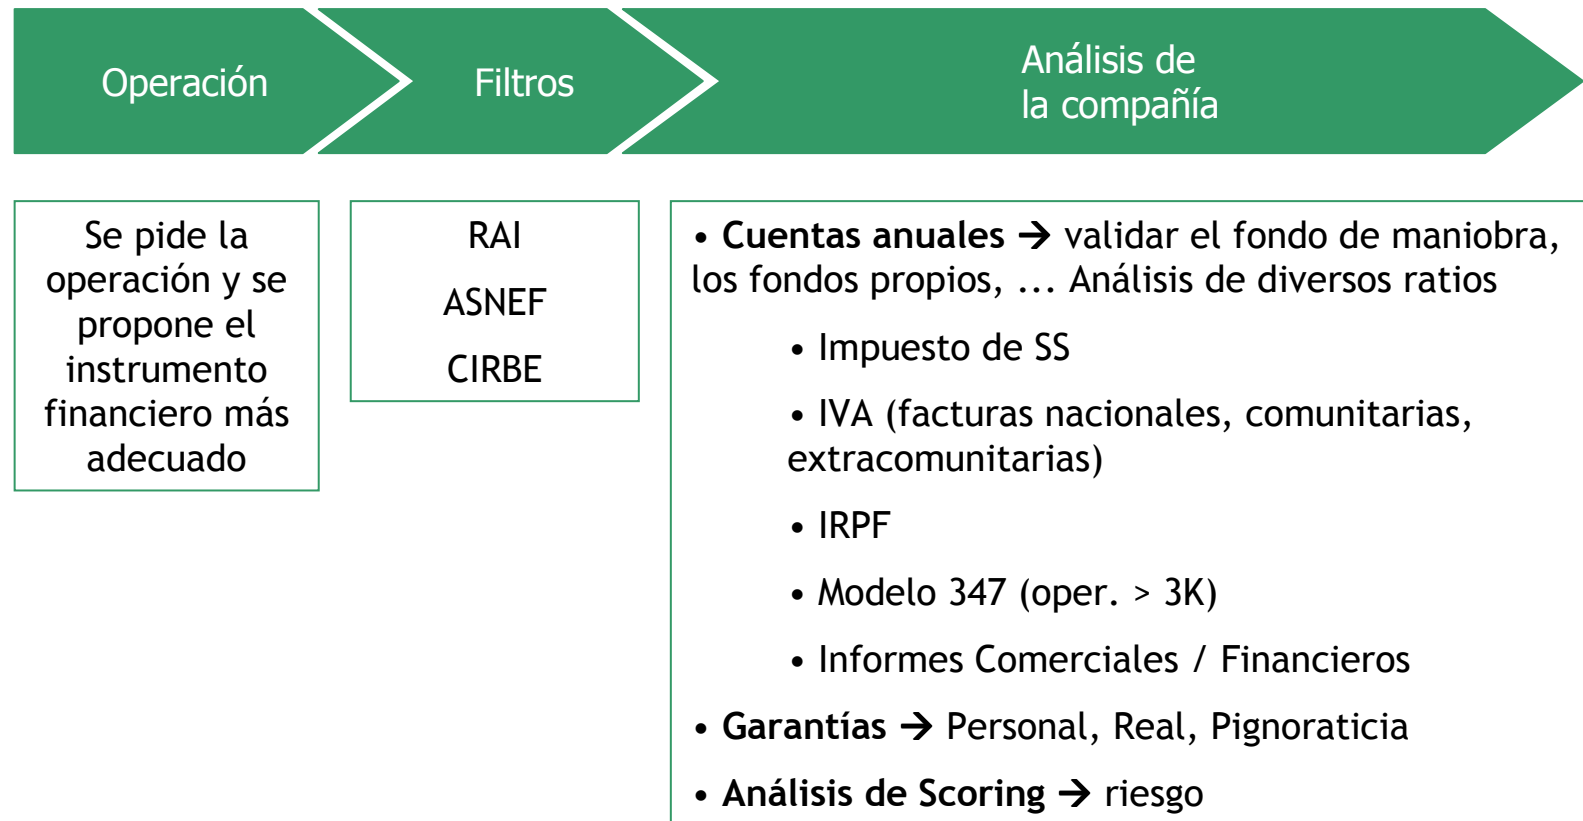 Operación
Filtros
Análisis de
la compañía
Se pide la
operación y se
propone el
instrumento
financiero más
adecuado
RAI
ASNEF
CIRBE
• Cuentas anuales → validar el fondo de maniobra,
los fondos propios, ... Análisis de diversos ratios
• Impuesto de SS
• IVA (facturas nacionales, comunitarias,
extracomunitarias)
• IRPF
• Modelo 347 (oper. > 3K)
• Informes Comerciales / Financieros
• Garantías → Personal, Real, Pignoraticia
• Análisis de Scoring → riesgo